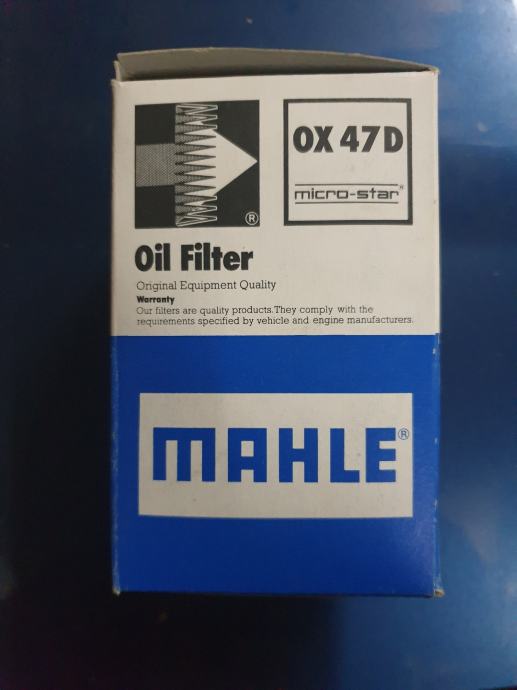 ®
OX 47 D
micro-star®
Oil Filter
Original Equipment Quality
Warranty
Our filters are quality products.They comply with the
requirements specified by vehicle and engine manufacturers.
MAHLE®